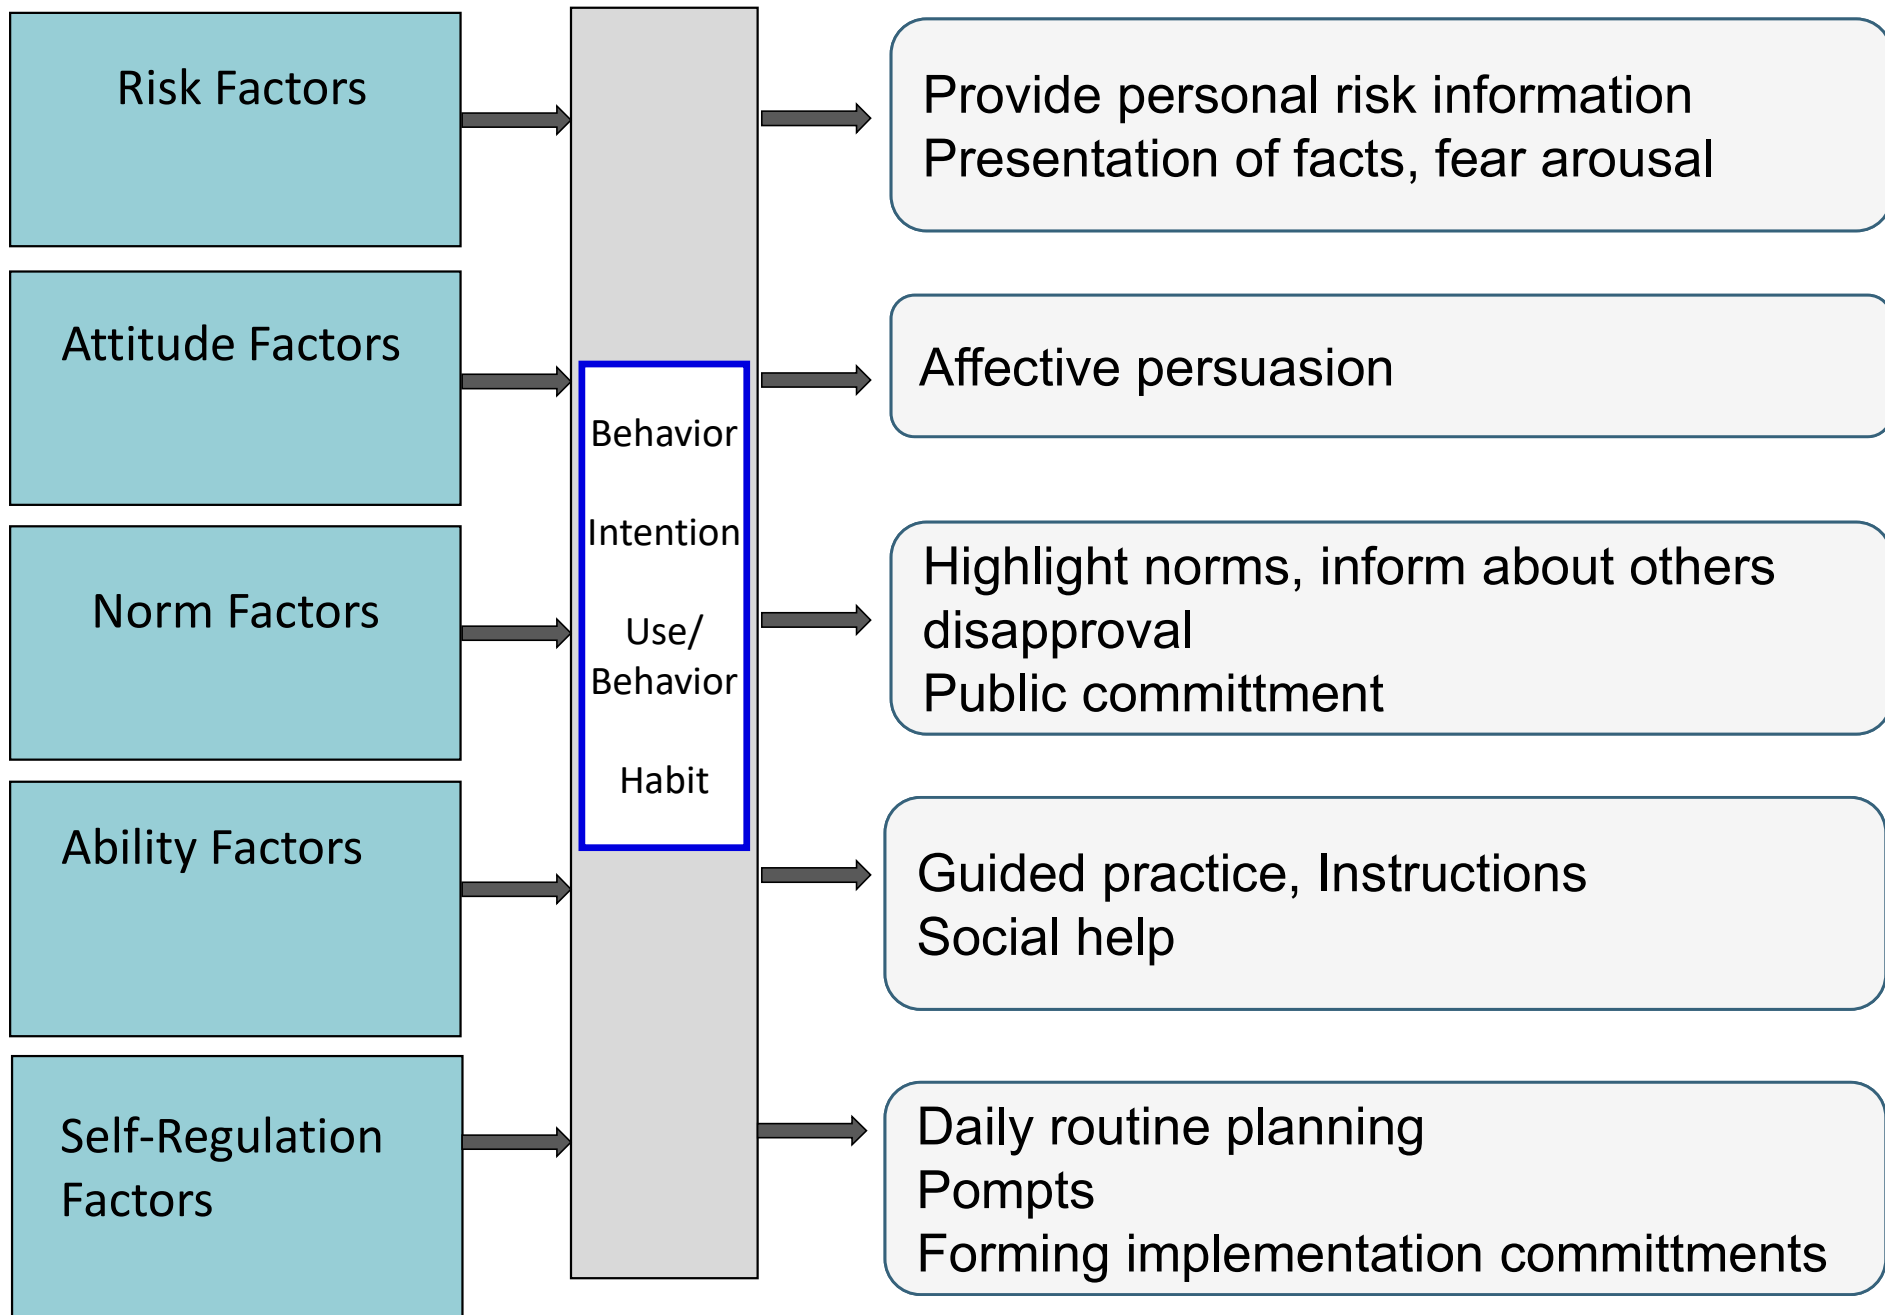 Risk Factors
Provide personal risk information
Presentation of facts, fear arousal
Attitude Factors
Affective persuasion
Behavior
Intention
Use/
Behavior
Habit
Norm Factors
Highlight norms, inform about others
disapproval
Public committment
Ability Factors
Guided practice, Instructions
Social help
Self-Regulation
Factors
Daily routine planning
Pompts
Forming implementation committments